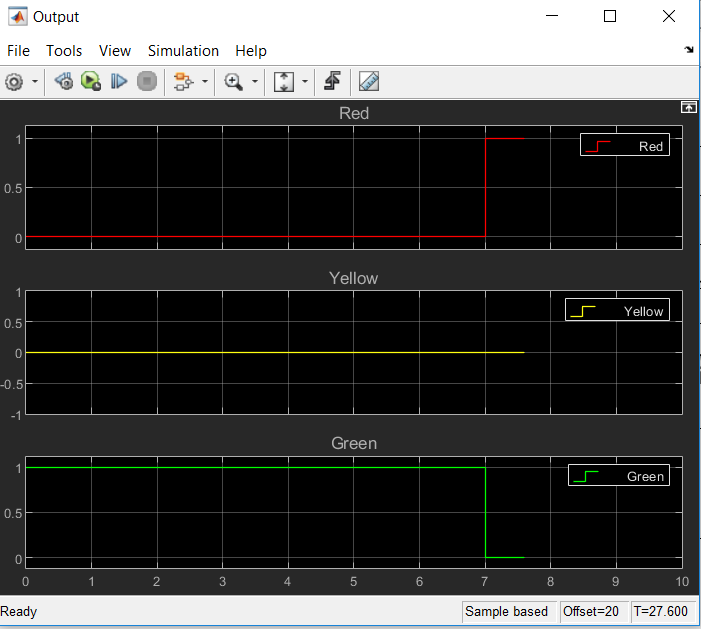 Output
File Tools View Simulation Help
Red
1
0.5
0
Red
Yellow
1
0.5
0
-0.5
-1
Yellow
Green
1
0.5
0
Green
0 1 2 3 4 5 6 7 8 9 10
Ready Sample based Offset=20 T=27.600